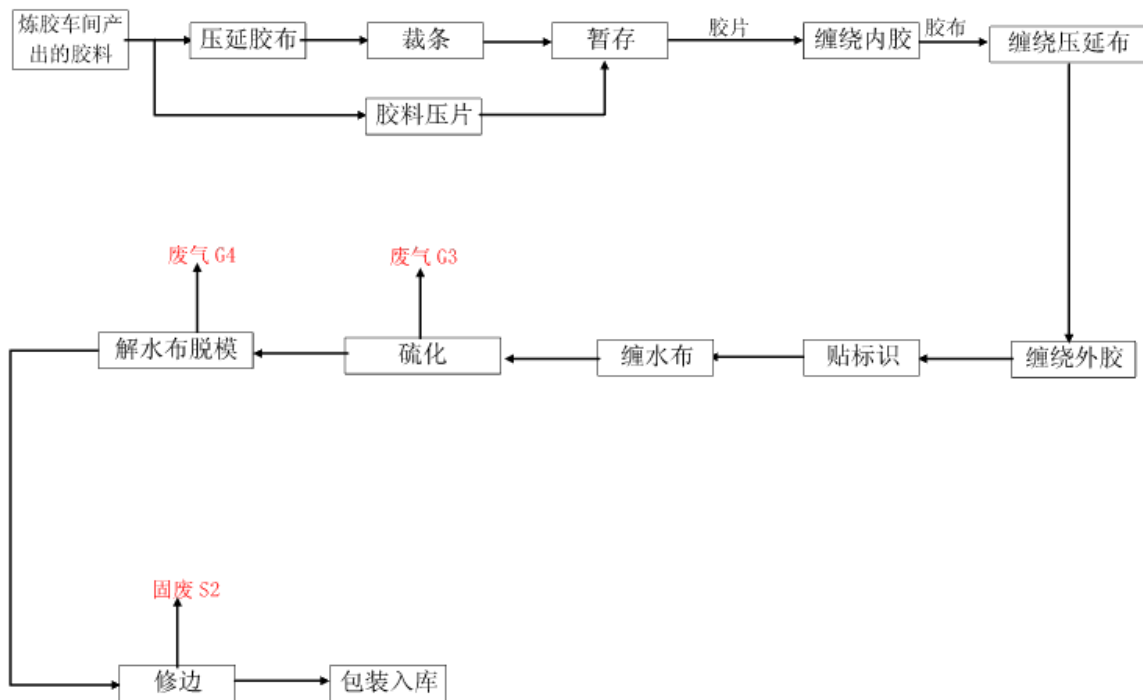 炼胶车间产
出的胶料
压延胶布
裁条
暂存
胶片
缠绕内胶
胶布
缠绕压延布
胶料压片
废气 G4
废气 G3
解水布脱模
硫化
缠水布
贴标识
缠绕外胶
固废 S2
修边
包装入库